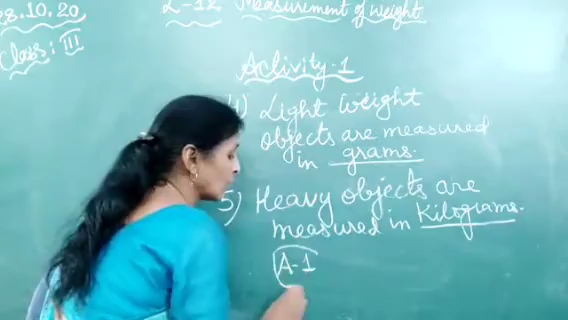 28.10.20
L-12 Measurement of Weight
Class: III
Activity-1
4) Light Weight
objects are measured
in grams.
5) Heavy objects are
measured in Kilograms.
A-1